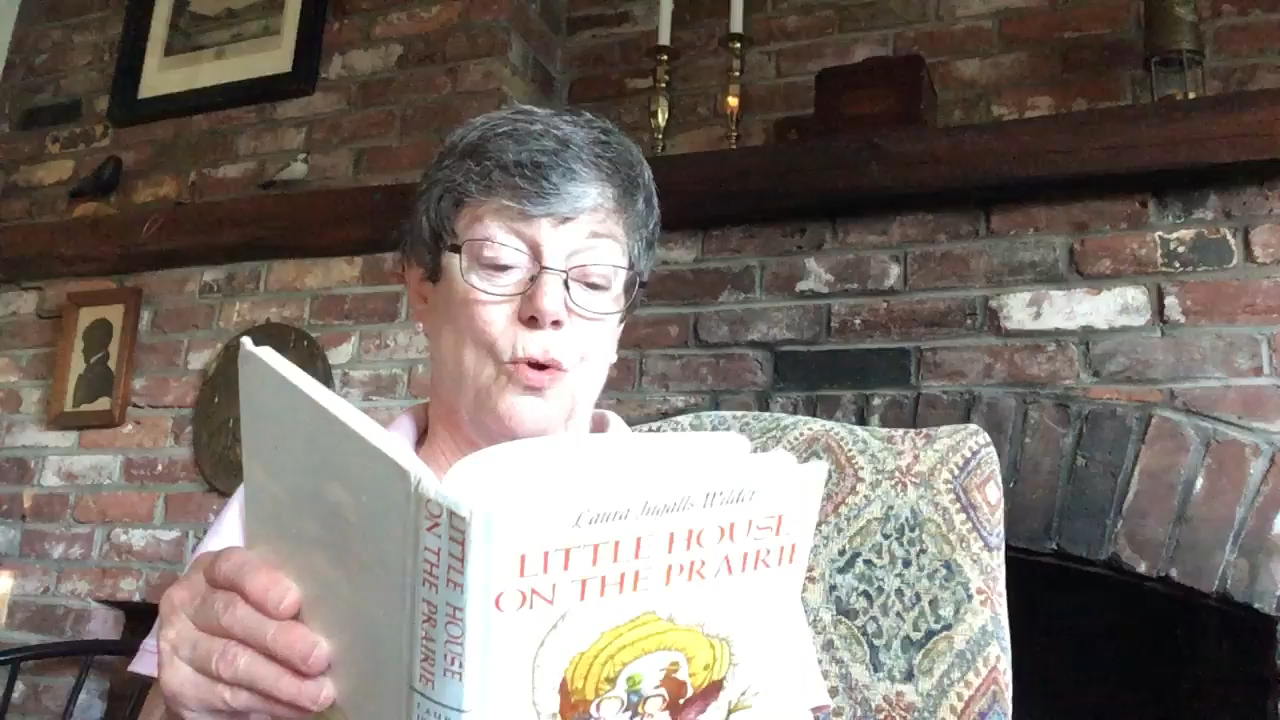 Laura Ingalls Wilder
LITTLE HOUSE
ON THE PRAIRIE
LITTLE HOUSE
ON THE PRAIRIE